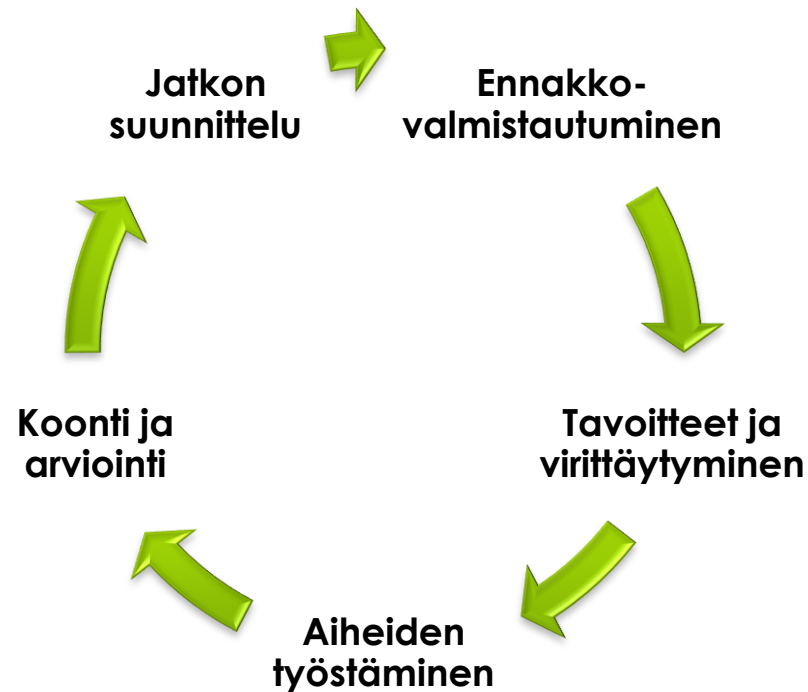 Jatkon
suunnittelu
Ennakko-
valmistautuminen
Tavoitteet ja
virittäytyminen
Aiheiden
työstäminen
Koonti ja
arviointi